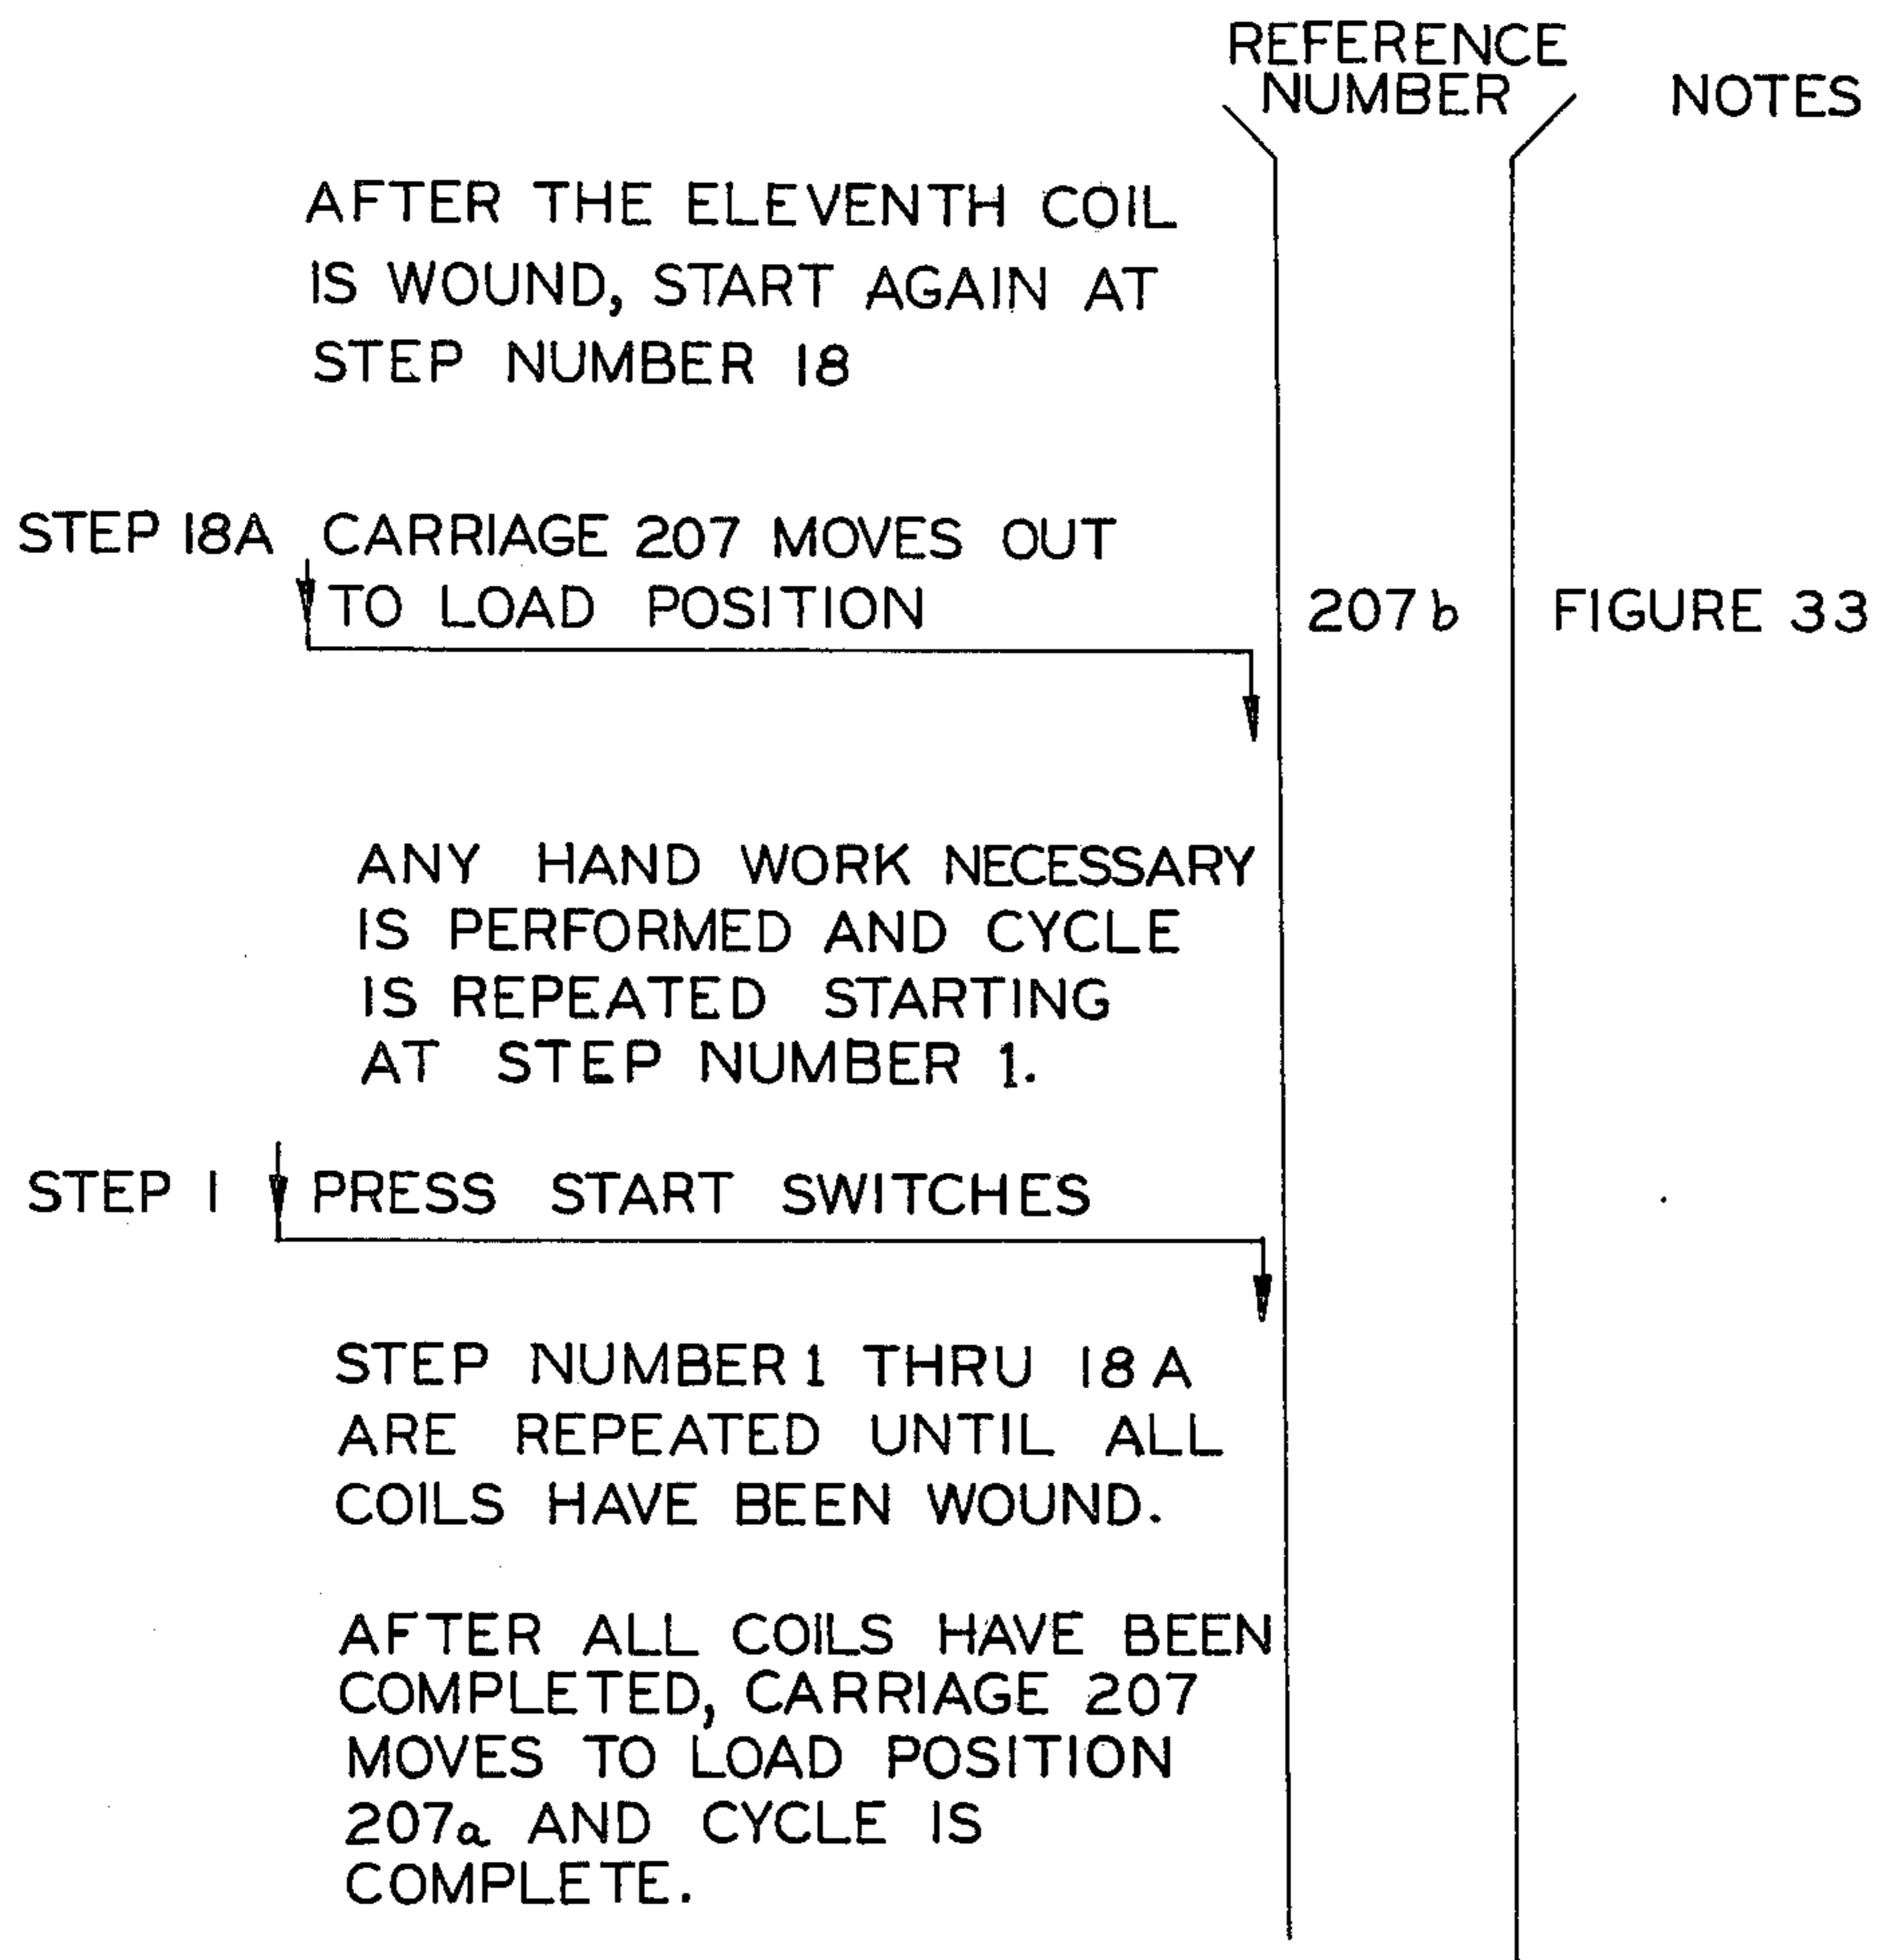 REFERENCE
NUMBER
NOTES
AFTER THE ELEVENTH COIL
IS WOUND, START AGAIN AT
STEP NUMBER 18
STEP 18A CARRIAGE 207 MOVES OUT
TO LOAD POSITION 207b FIGURE 33
ANY HAND WORK NECESSARY
IS PERFORMED AND CYCLE
IS REPEATED STARTING
AT STEP NUMBER 1.
STEP 1 PRESS START SWITCHES
STEP NUMBER 1 THRU 18A
ARE REPEATED UNTIL ALL
COILS HAVE BEEN WOUND.
AFTER ALL COILS HAVE BEEN
COMPLETED, CARRIAGE 207
MOVES TO LOAD POSITION
207a AND CYCLE IS
COMPLETE.